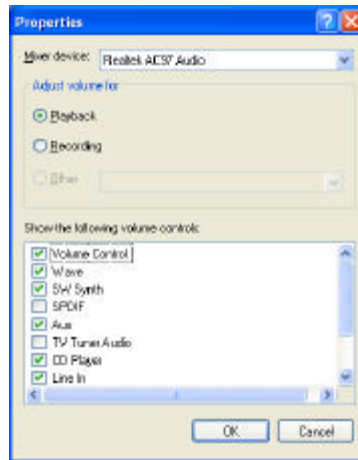 Properties
Mixer device: Realtek AC97 Audio
Adjust volume for
Playback
Recording
Other
Show the following volume controls:
Volume Control
Wave
SW Synth
SPDIF
Aux
TV Tuner Audio
CD Player
Line In
OK Cancel